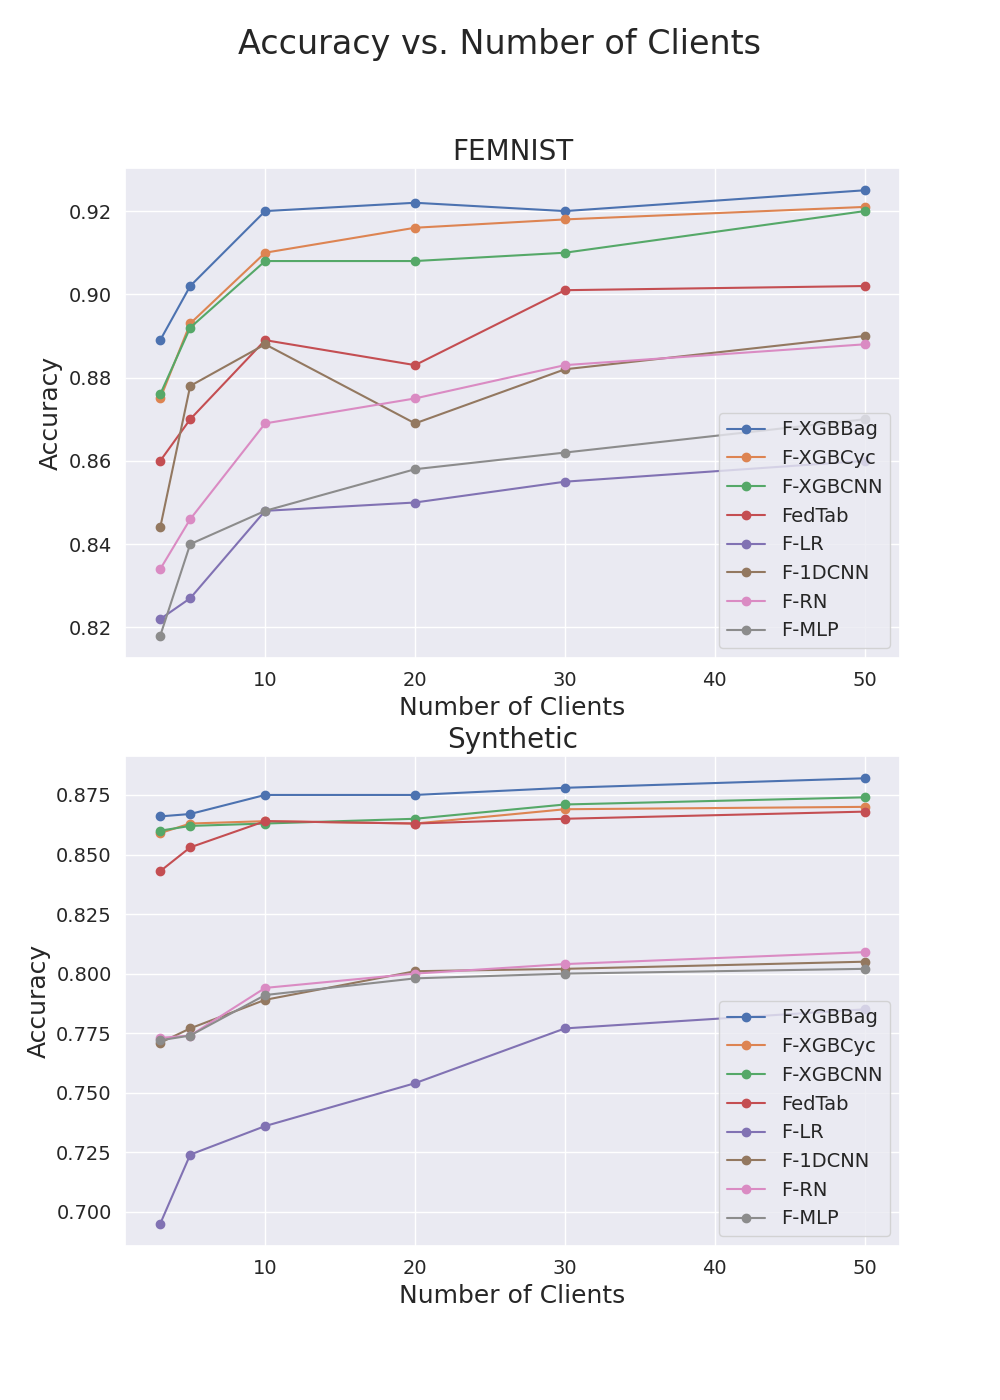 Accuracy vs. Number of Clients
FEMNIST
Accuracy
0.92
0.90
0.88
0.86
0.84
0.82
F-XGBBag
F-XGBCyc
F-XGBCNN
FedTab
F-LR
F-1DCNN
F-RN
F-MLP
10 20 30 40 50
Number of Clients
Synthetic
Accuracy
0.875
0.850
0.825
0.800
0.775
0.750
0.725
0.700
F-XGBBag
F-XGBCyc
F-XGBCNN
FedTab
F-LR
F-1DCNN
F-RN
F-MLP
10 20 30 40 50
Number of Clients